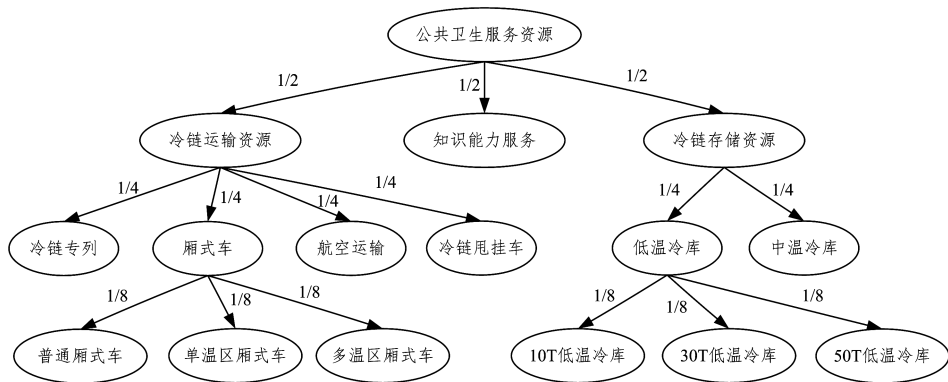 公共卫生服务资源
1/2
1/2
1/2
冷链运输资源
知识能力服务
冷链存储资源
1/4
1/4
1/4
1/4
1/4
1/4
冷链专列
厢式车
航空运输
冷链甩挂车
低温冷库
中温冷库
1/8
1/8
1/8
1/8
1/8
1/8
普通厢式车
单温区厢式车
多温区厢式车
10T低温冷库
30T低温冷库
50T低温冷库